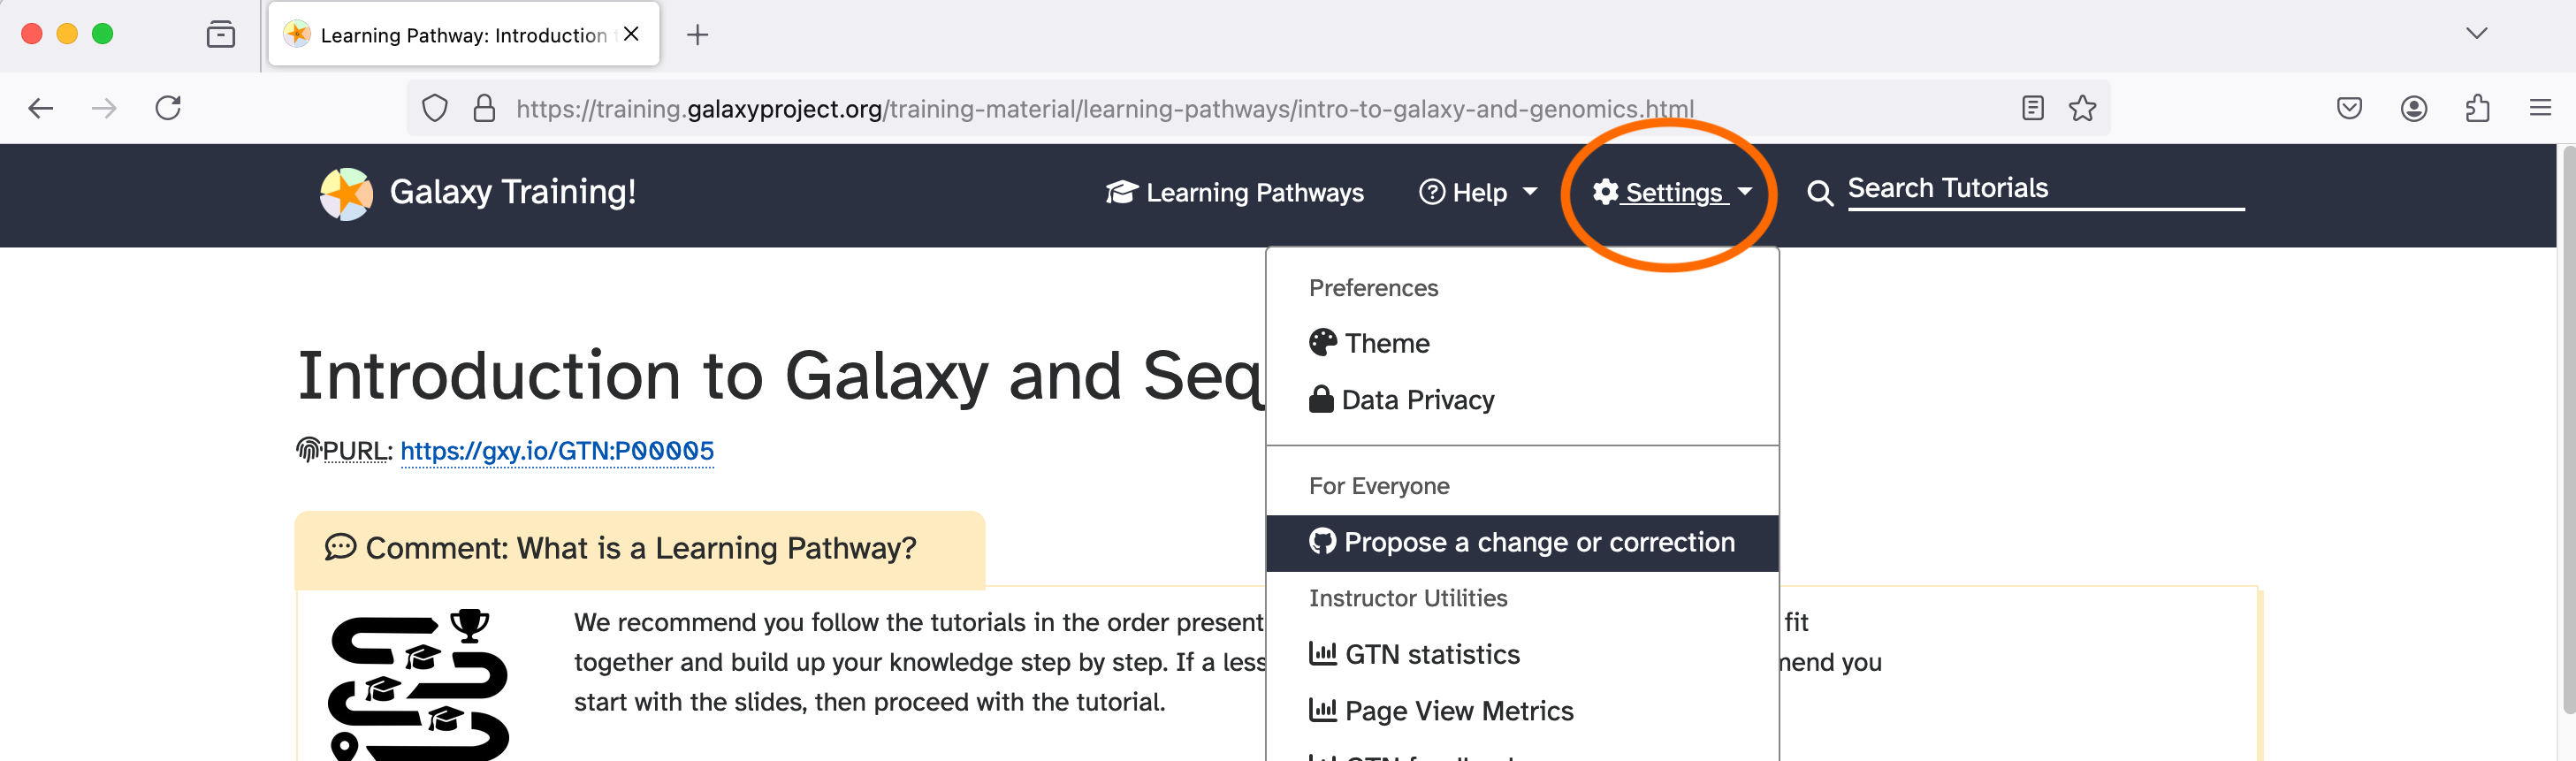 Learning Pathway: Introduction
https://training.galaxyproject.org/training-material/learning-pathways/intro-to-galaxy-and-genomics.html
Galaxy Training!
Learning Pathways
Help
Settings
Search Tutorials
Preferences
Theme
Data Privacy
For Everyone
Propose a change or correction
Instructor Utilities
GTN statistics
Page View Metrics
Introduction to Galaxy and Seq
PURL: https://gxy.io/GTN:P00005
Comment: What is a Learning Pathway?
We recommend you follow the tutorials in the order present fit
together and build up your knowledge step by step. If a less mend you
start with the slides, then proceed with the tutorial.